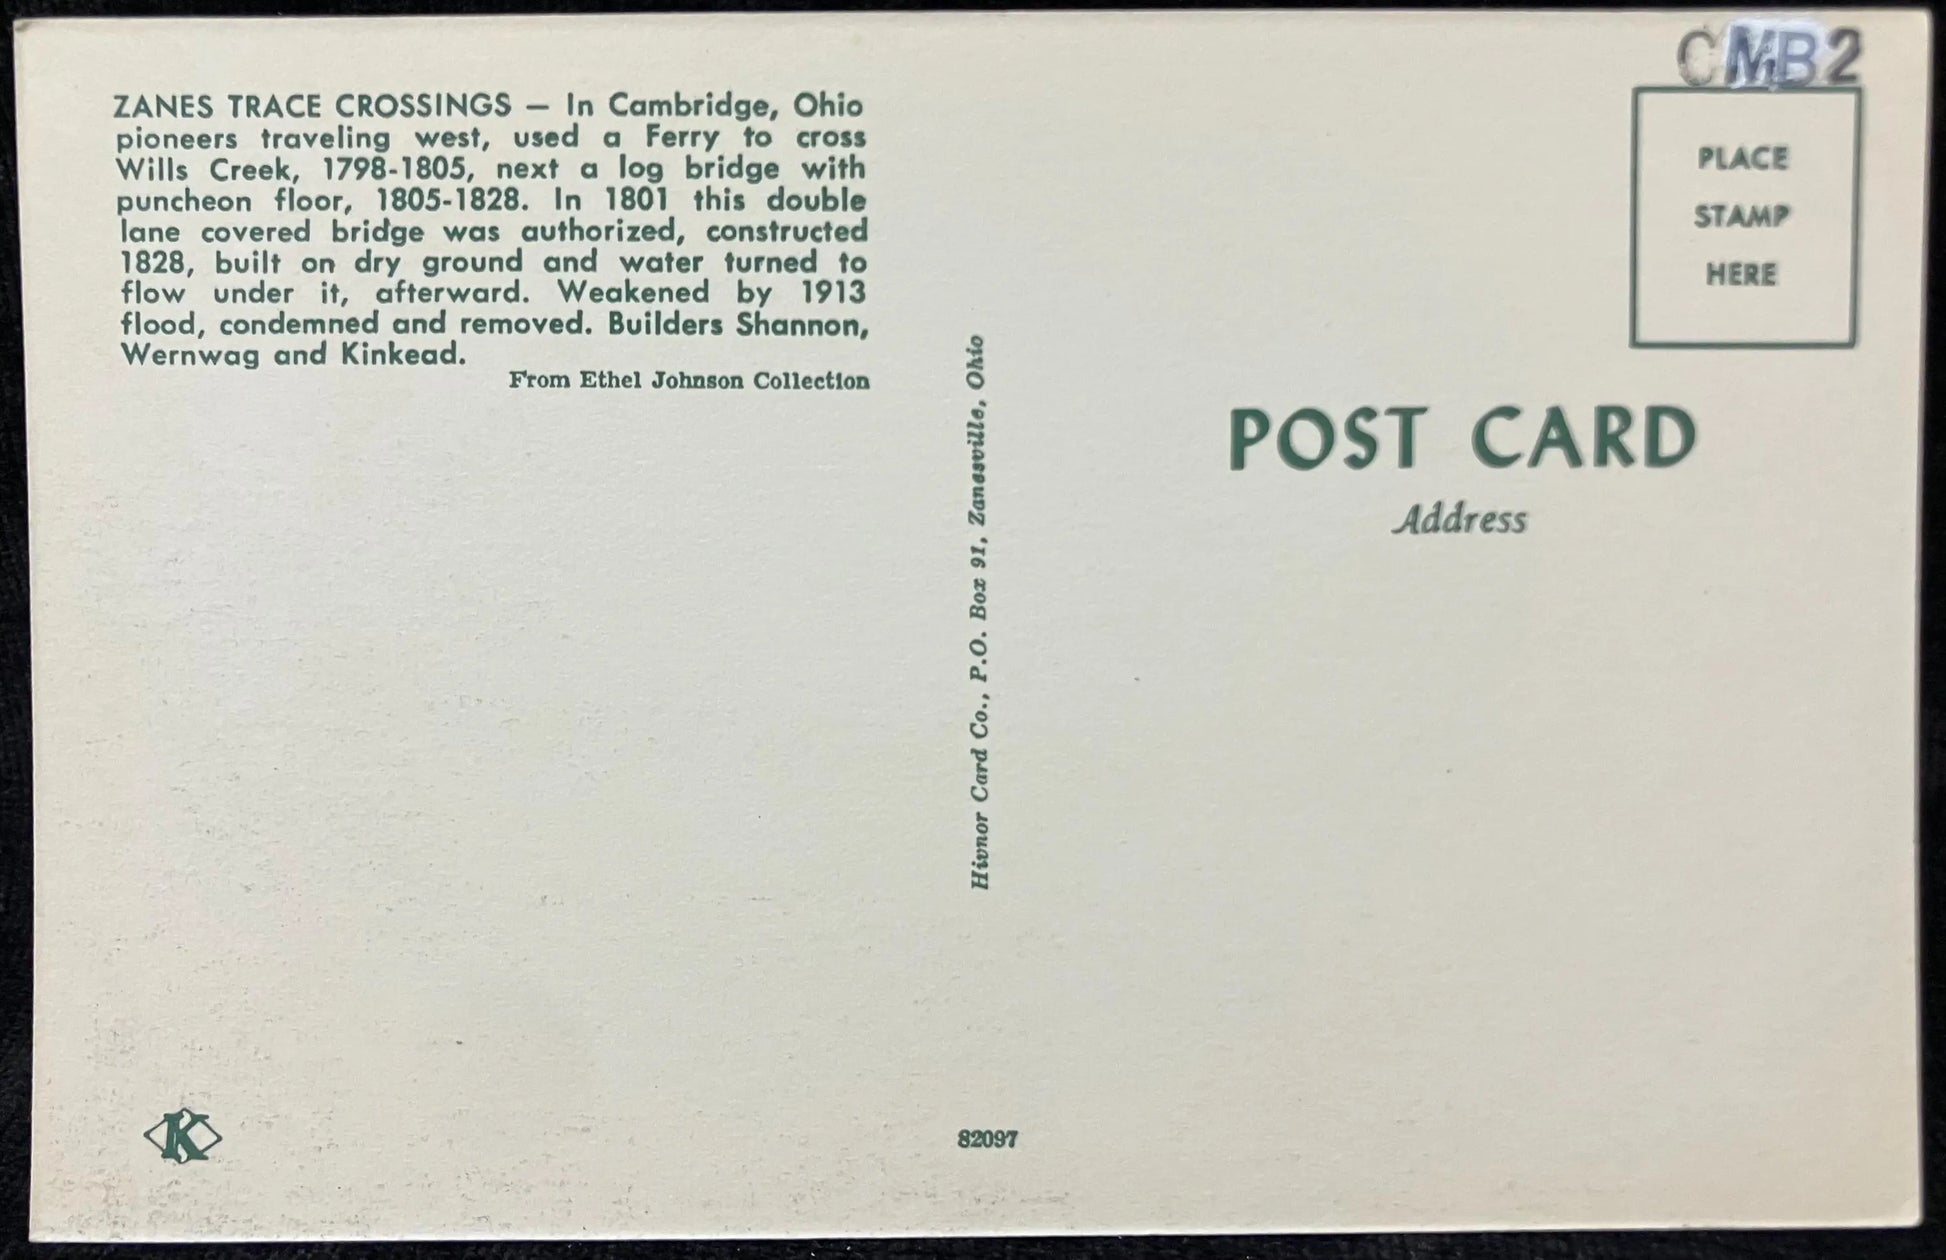 CMB2
ZANES TRACE CROSSINGS — In Cambridge, Ohio
pioneers traveling west, used a Ferry to cross
Wills Creek, 1798-1805, next a log bridge with
puncheon floor, 1805-1828. In 1801 this double
lane covered bridge was authorized, constructed
1828, built on dry ground and water turned to
flow under it, afterward. Weakened by 1913
flood, condemned and removed. Builders Shannon,
Wernwag and Kinkead.
From Ethel Johnson Collection
Hivnor Card Co., P.O. Box 91, Zanesville, Ohio
PLACE
STAMP
HERE
POST CARD
Address
K
82097